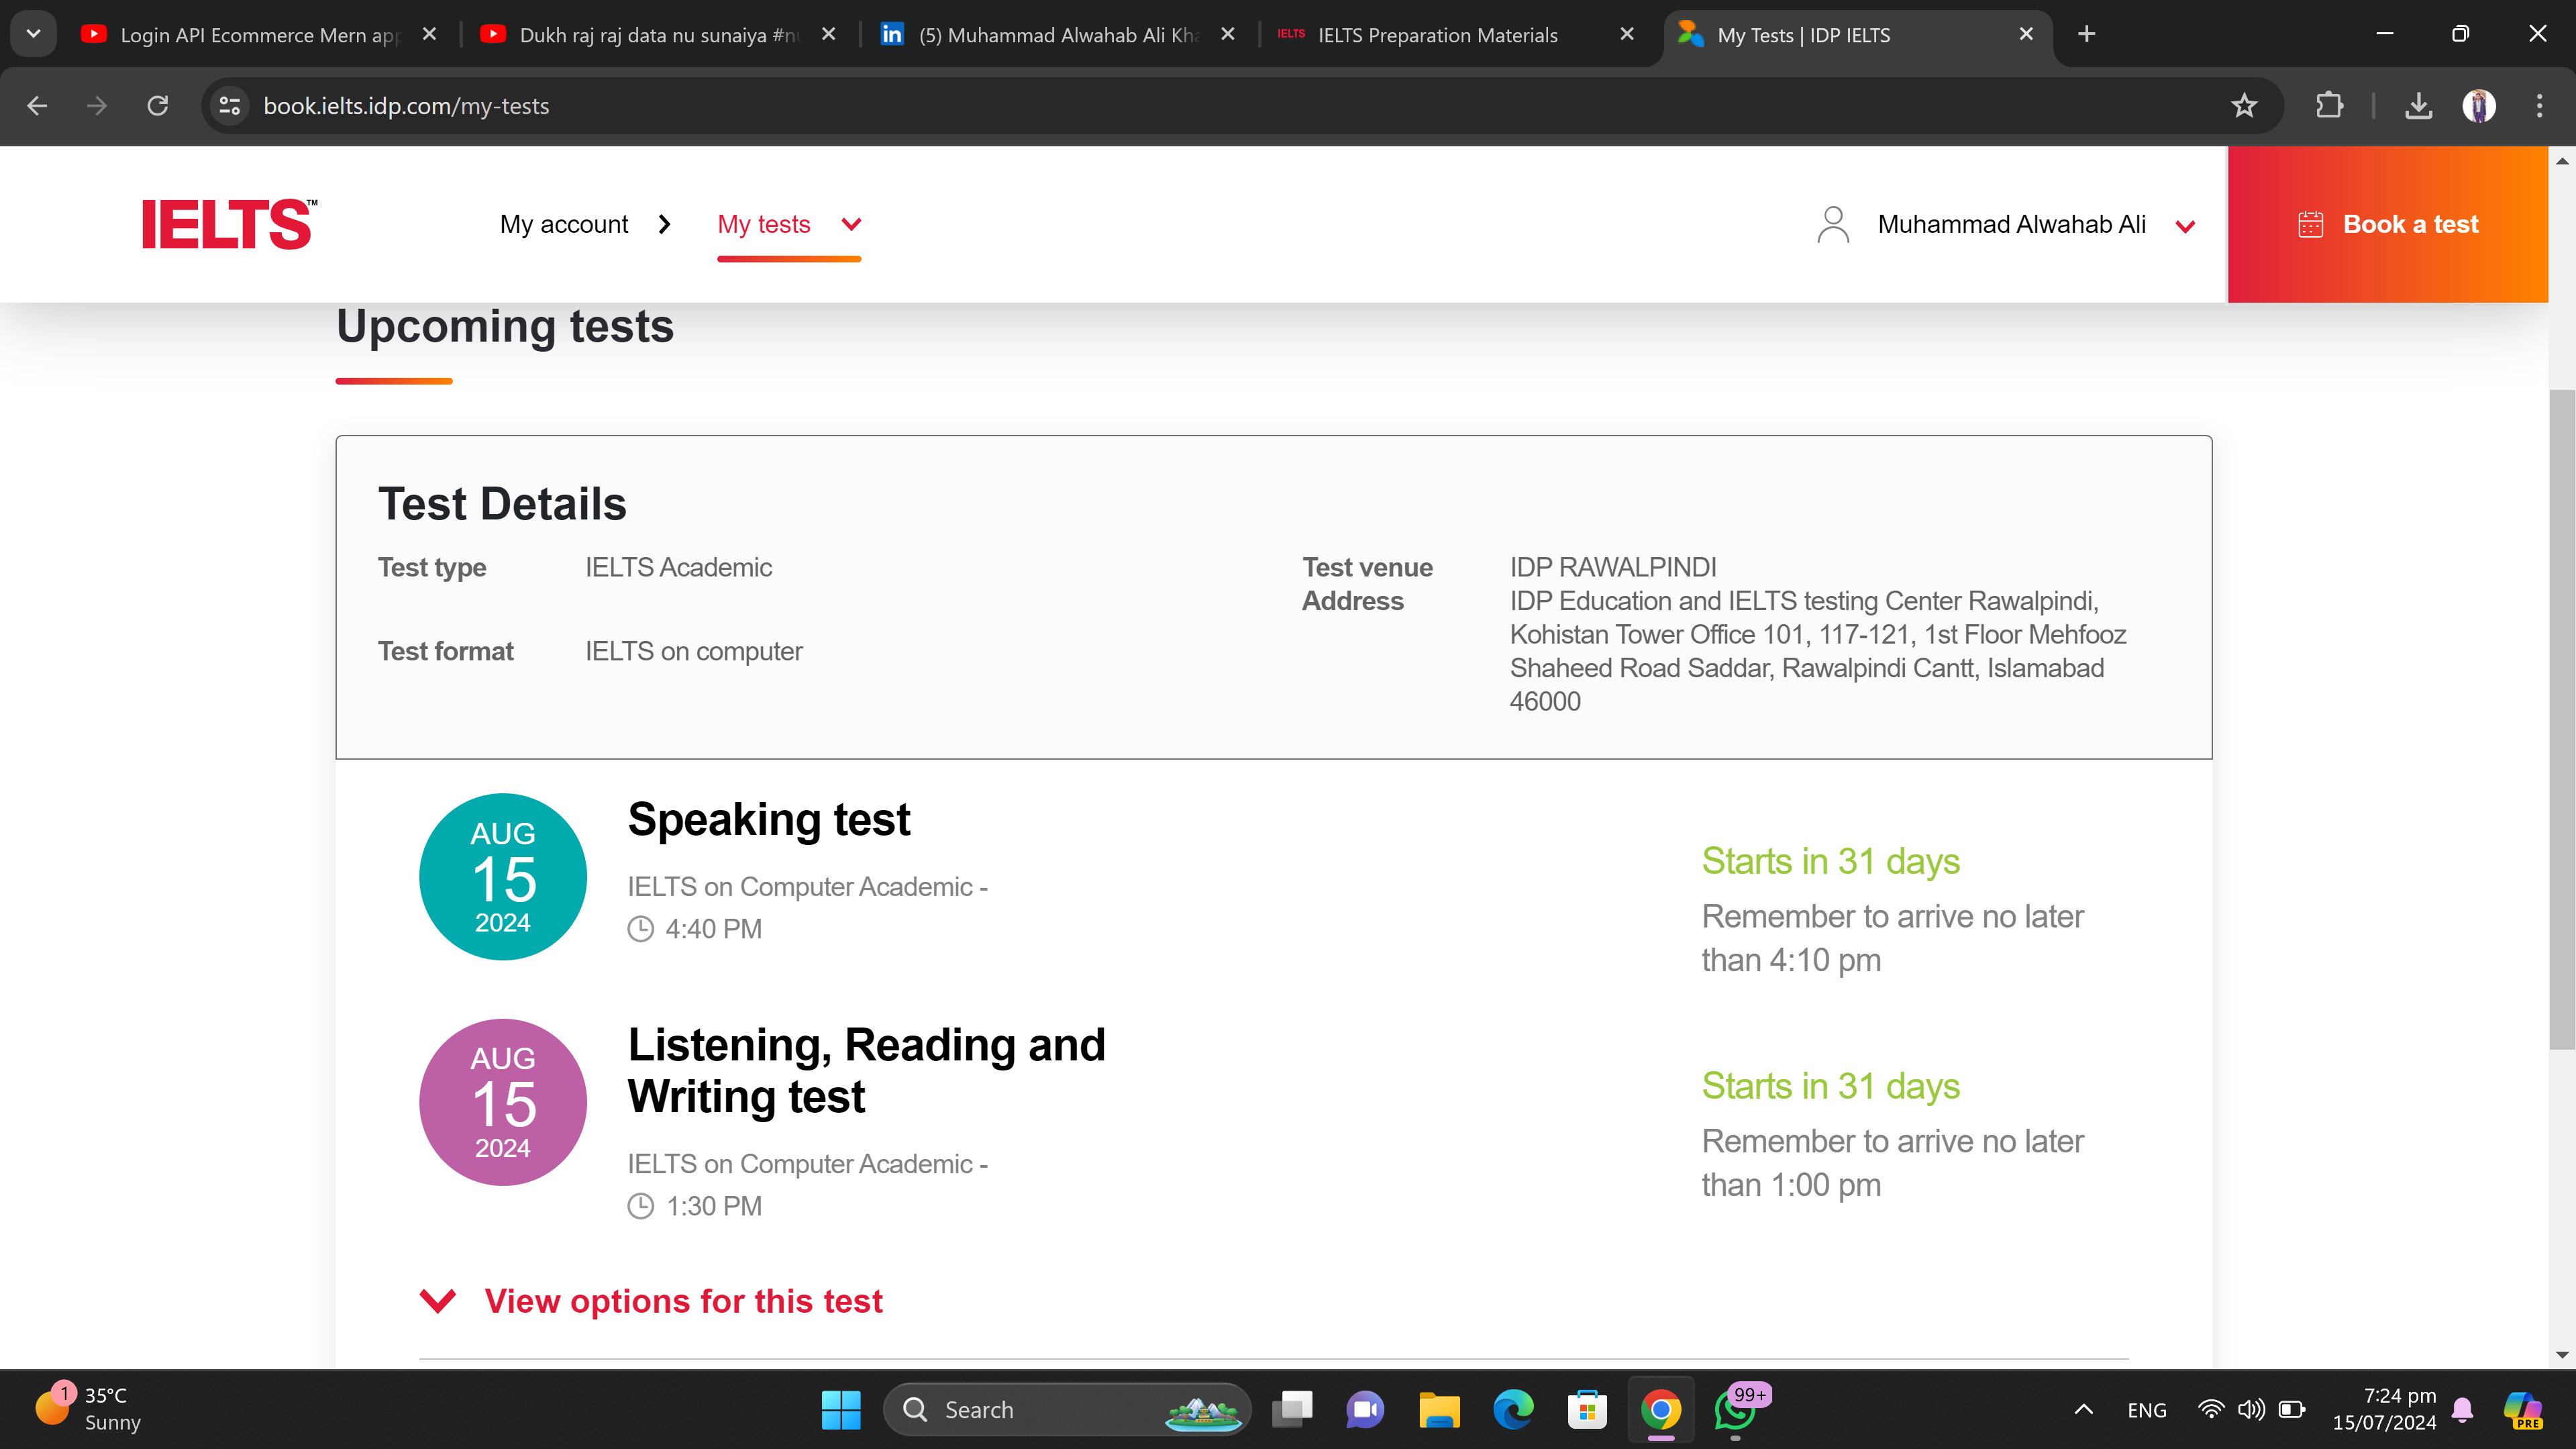 Login API Ecommerce Mern app
Dukh raj raj data nu sunaiya
(5) Muhammad Alwahab Ali Kha
IELTS IELTS Preparation Materials
My Tests | IDP IELTS
book.ielts.idp.com/my-tests
IELTS™
My account
My tests
Muhammad Alwahab Ali
Book a test
Upcoming tests
Test Details
Test type IELTS Academic
Test format IELTS on computer
Test venue IDP RAWALPINDI
Address IDP Education and IELTS testing Center Rawalpindi,
Kohistan Tower Office 101, 117-121, 1st Floor Mehfooz
Shaheed Road Saddar, Rawalpindi Cantt, Islamabad
46000
AUG
15
2024
Speaking test
IELTS on Computer Academic -
4:40 PM
Starts in 31 days
Remember to arrive no later
than 4:10 pm
AUG
15
2024
Listening, Reading and
Writing test
IELTS on Computer Academic -
1:30 PM
Starts in 31 days
Remember to arrive no later
than 1:00 pm
View options for this test
1
35°C
Sunny
Search
99+
ENG
7:24 pm
15/07/2024
PRE